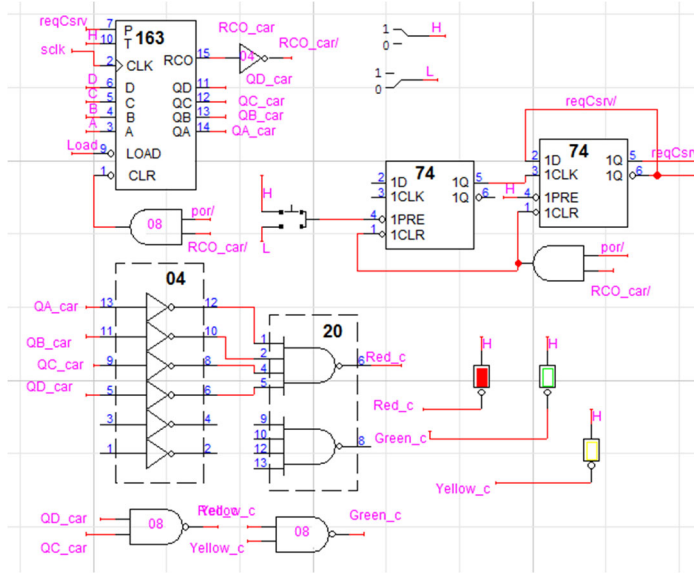 reqCsrv 7 P 163 RCO_car 1 H
H 10 T 0
sclk 2 CLK RCO 15 04 RCO_car/
D 6 D QD 11 QD_car 1 L
C 5 C QC 12 QC_car 0
B 4 B QB 13 QB_car reqCsrv/
A 3 A QA 14 QA_car
Load 9 LOAD 74 2 1D 74 1Q 5 reqCsrv
1 CLR 2 1D 1Q 5 3 1CLK 1Q 6
H 3 1CLK 1Q 6 H 4 1PRE
por/ 4 1PRE 1 1CLR
08 1 1CLR
RCO_car/ L por/
RCO_car/
04
QA_car 13 12
20
QB_car 11 10 1
2 H H
QC_car 9 8 4 6 Red_c
QD_car 5 6 5
Red_c
3 4 9 H
10 Green_c
1 2 12 8
13
Yellow_c
QD_car 08 Red_c Yellow_c Green_c
QC_car Yellow_c 08